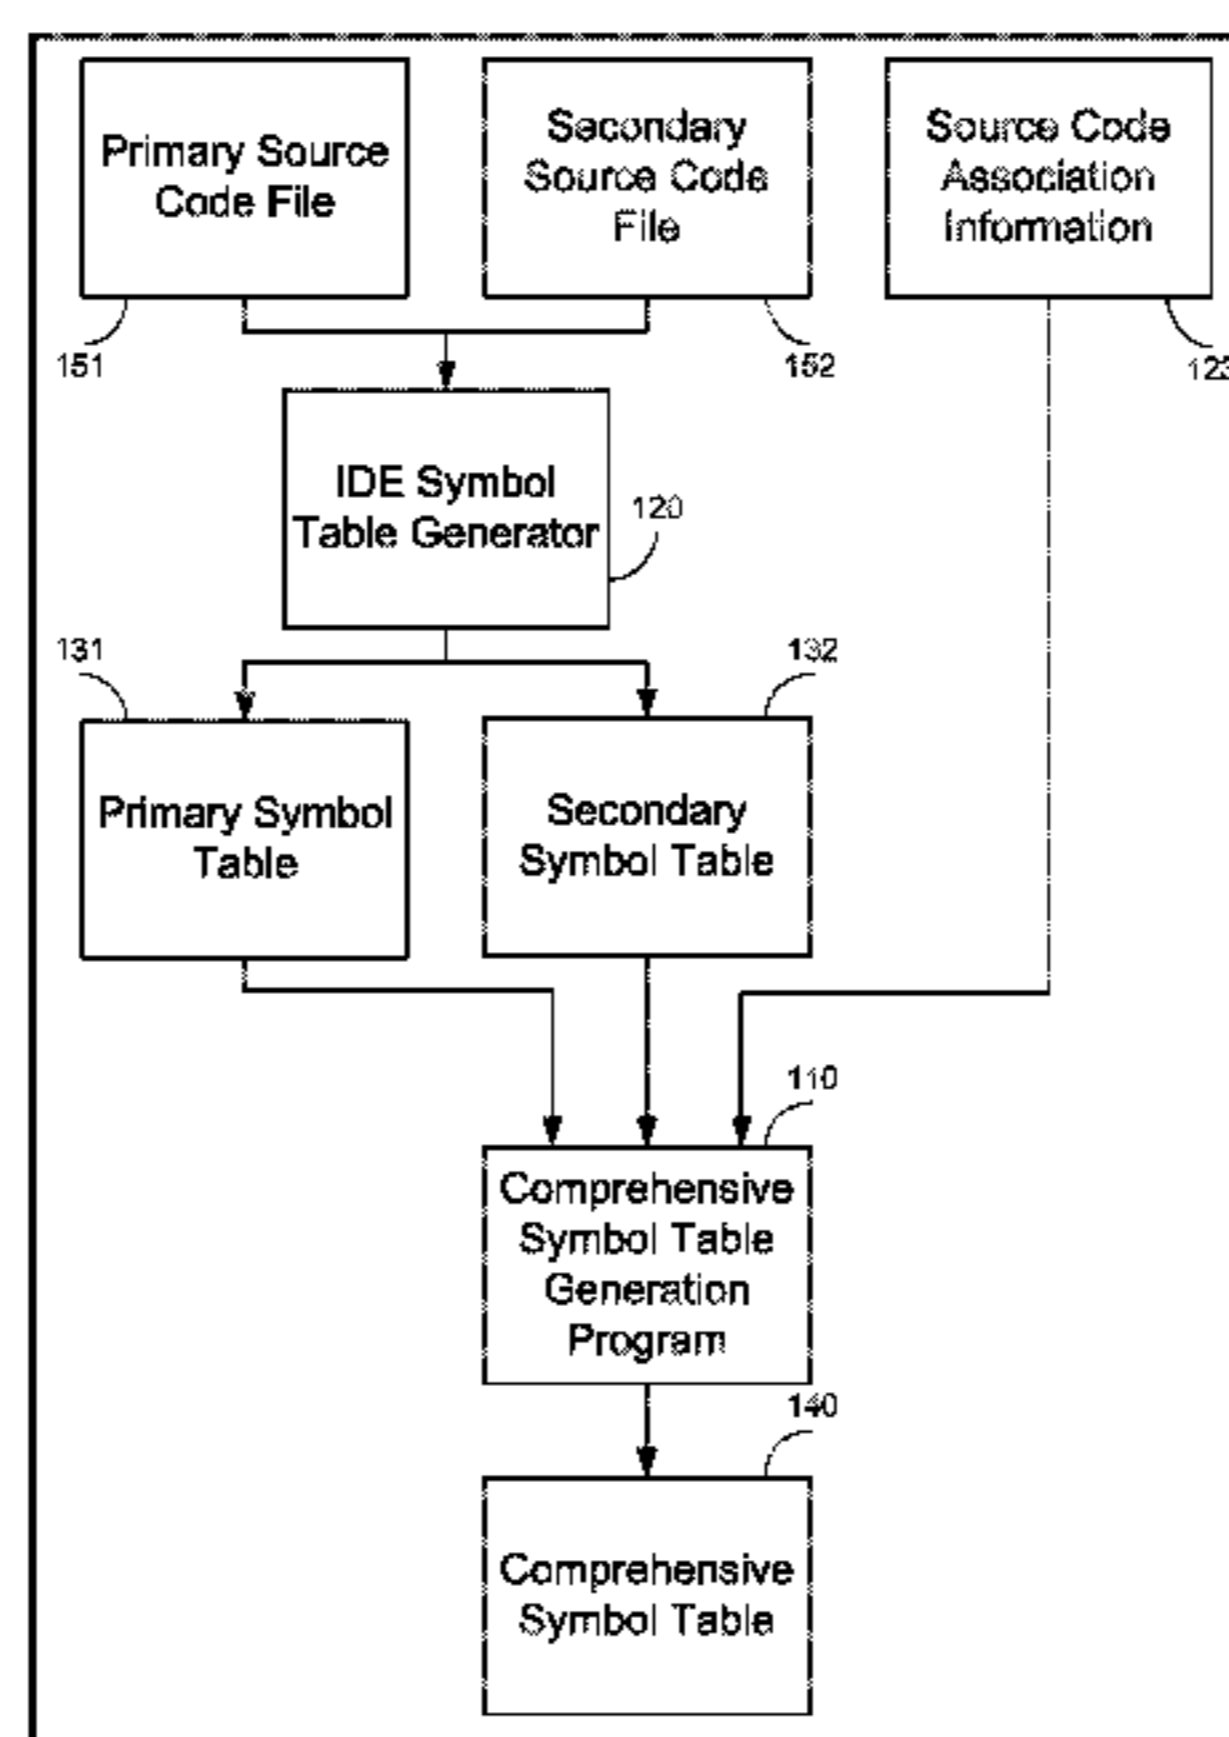 Primary Source
Code File
Secondary
Source Code
File
Source Code
Association
Information
151
152
123
IDE Symbol
Table Generator
120
131
132
Primary Symbol
Table
Secondary
Symbol Table
110
Comprehensive
Symbol Table
Generation
Program
140
Comprehensive
Symbol Table